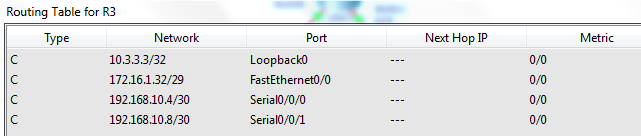 Routing Table for R3
Type Network Port Next Hop IP Metric
C 10.3.3.3/32 Loopback0 --- 0/0
C 172.16.1.32/29 FastEthernet0/0 --- 0/0
C 192.168.10.4/30 Serial0/0/0 --- 0/0
C 192.168.10.8/30 Serial0/0/1 --- 0/0